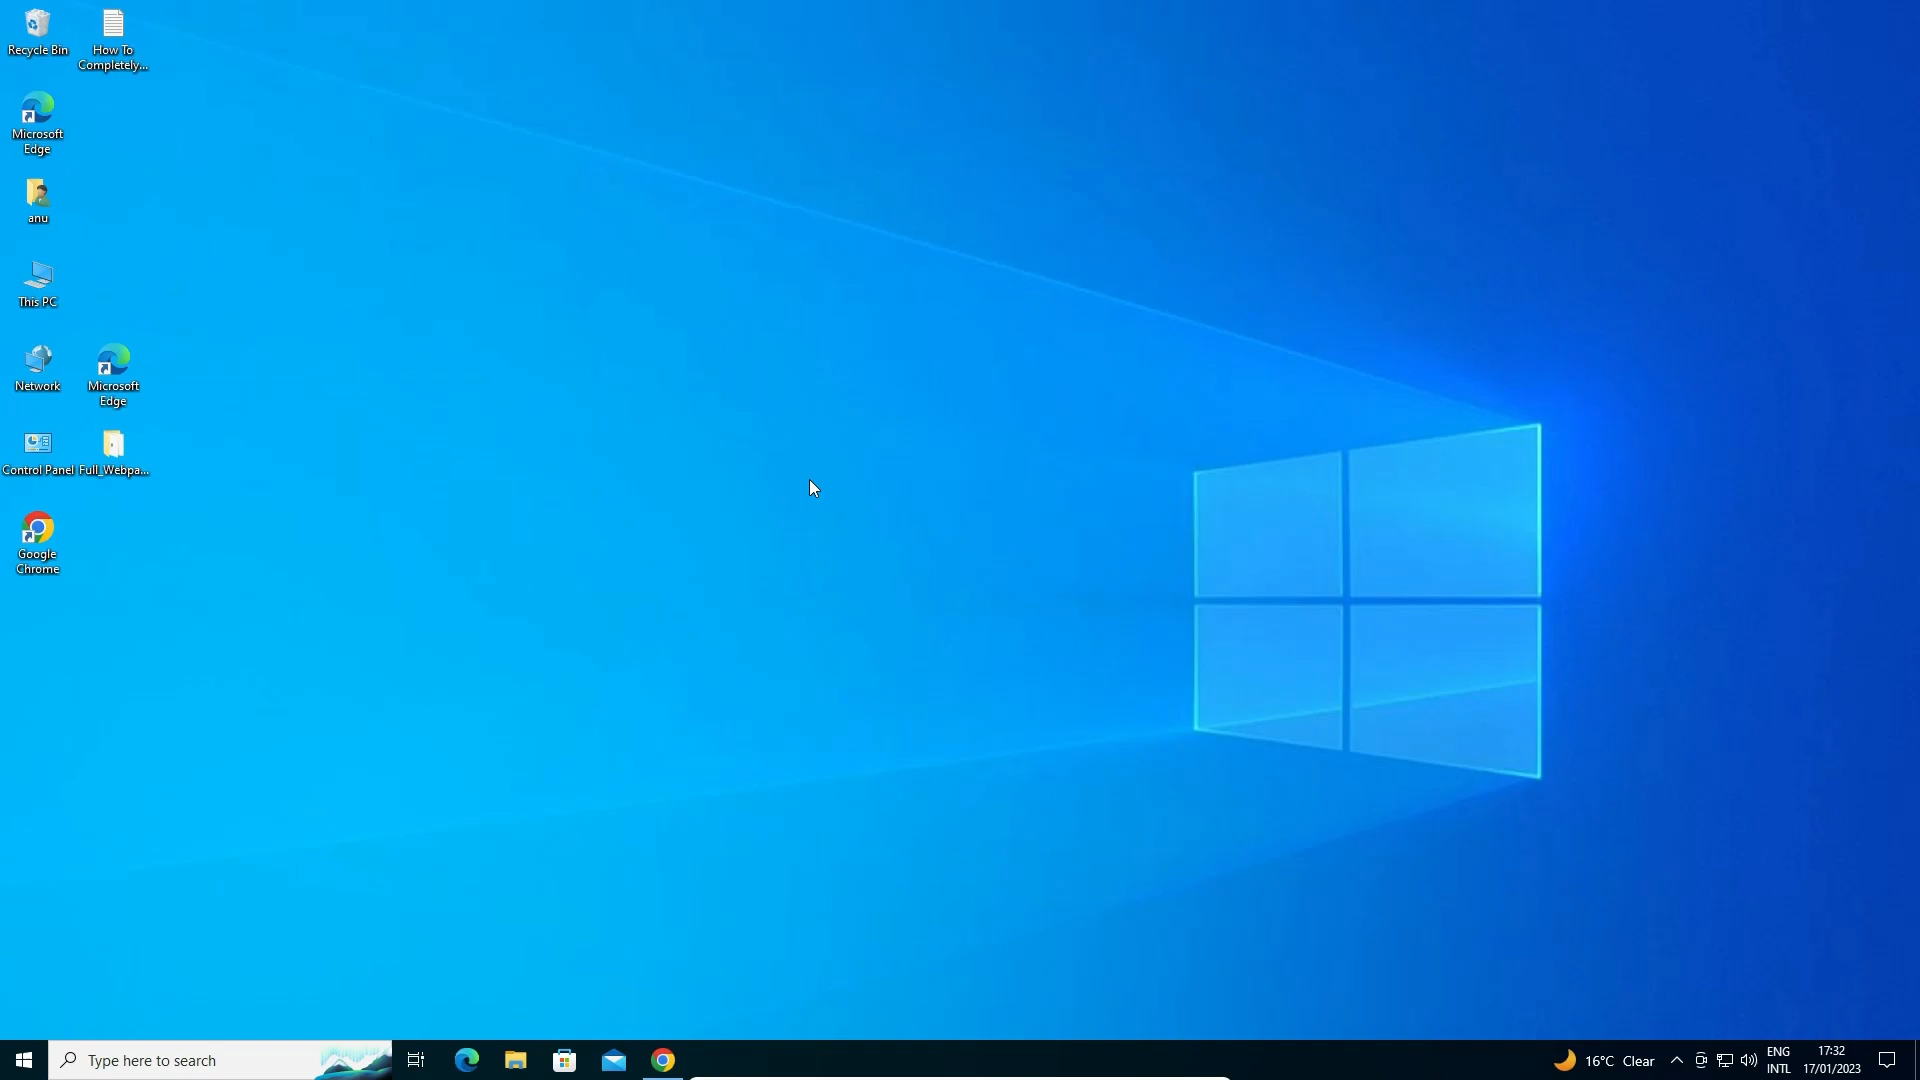 Recycle Bin
How To
Completely...
Microsoft
Edge
anu
This PC
Network
Microsoft
Edge
Control Panel
Full_Webpa...
Google
Chrome
Type here to search
16°C Clear
ENG
INTL
17:32
17/01/2023